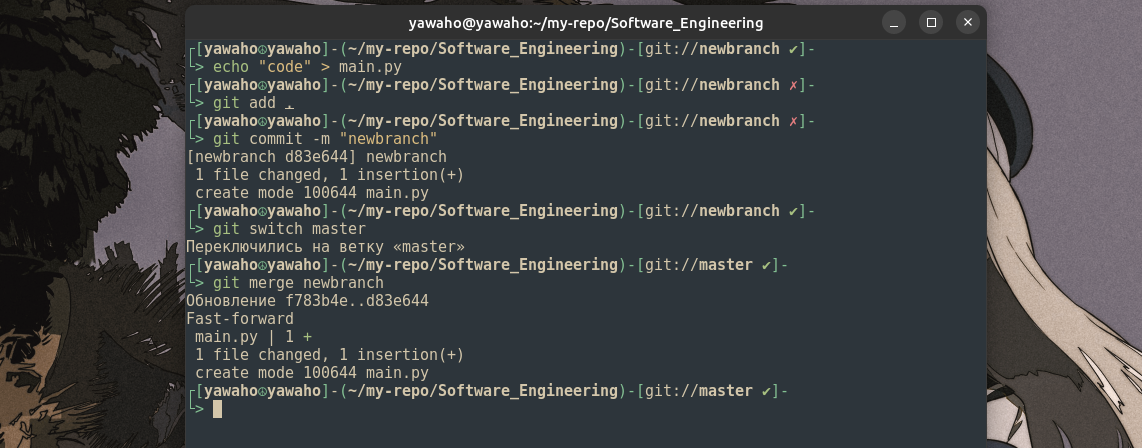 yawaho@yawaho:~/my-repo/Software_Engineering
┌[yawaho☮yawaho]-(~/my-repo/Software_Engineering)-[git://newbranch ✔]-
└> echo "code" > main.py
┌[yawaho☮yawaho]-(~/my-repo/Software_Engineering)-[git://newbranch ✗]-
└> git add .
┌[yawaho☮yawaho]-(~/my-repo/Software_Engineering)-[git://newbranch ✗]-
└> git commit -m "newbranch"
[newbranch d83e644] newbranch
 1 file changed, 1 insertion(+)
 create mode 100644 main.py
┌[yawaho☮yawaho]-(~/my-repo/Software_Engineering)-[git://newbranch ✔]-
└> git switch master
Переключились на ветку «master»
┌[yawaho☮yawaho]-(~/my-repo/Software_Engineering)-[git://master ✔]-
└> git merge newbranch
Обновление f783b4e..d83e644
Fast-forward
 main.py | 1 +
 1 file changed, 1 insertion(+)
 create mode 100644 main.py
┌[yawaho☮yawaho]-(~/my-repo/Software_Engineering)-[git://master ✔]-
└>